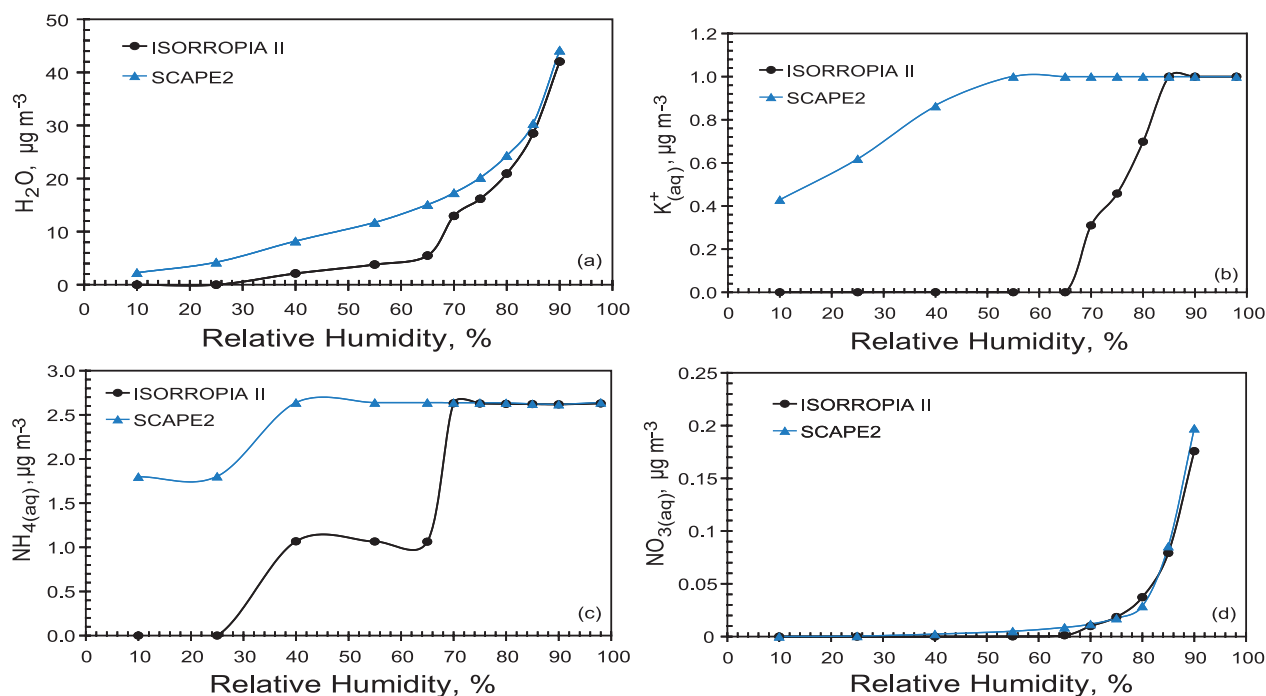 50
40
30
20
10
0
H₂O, µg m⁻³
ISORROPIA II
SCAPE2
(a)
0 10 20 30 40 50 60 70 80 90 100
Relative Humidity, %
1.2
1.0
0.8
0.6
0.4
0.2
0.0
K⁺(aq), µg m⁻³
ISORROPIA II
SCAPE2
(b)
0 10 20 30 40 50 60 70 80 90 100
Relative Humidity, %
3.0
2.5
2.0
1.5
1.0
0.5
0.0
NH₄(aq), µg m⁻³
ISORROPIA II
SCAPE2
(c)
0 10 20 30 40 50 60 70 80 90 100
Relative Humidity, %
0.25
0.2
0.15
0.1
0.05
0
NO₃(aq), µg m⁻³
ISORROPIA II
SCAPE2
(d)
0 10 20 30 40 50 60 70 80 90 100
Relative Humidity, %